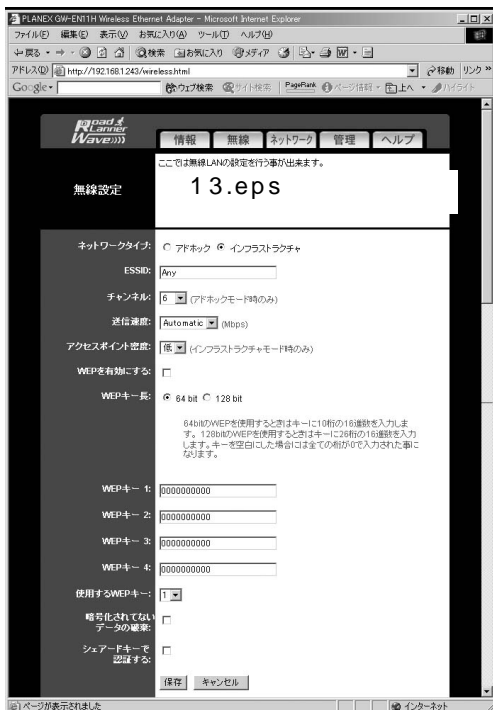 PLANEX GW-EN11H Wireless Ethernet Adapter - Microsoft Internet Explorer
ファイル(F) 編集(E) 表示(V) お気に入り(A) ツール(T) ヘルプ(H)
戻る 検索 お気に入り メディア
アドレス(D) http://192.168.1.243/wireless.html 移動 リンク
Google ウェブ検索 サイト検索 PageRank ページ情報 上へ ハイライト
Road Lanner Wave
情報 無線 ネットワーク 管理 ヘルプ
ここでは無線LANの設定を行う事が出来ます。
無線設定
13.eps
ネットワークタイプ: アドホック インフラストラクチャ
ESSID: Any
チャンネル: 6 (アドホックモード時のみ)
送信速度: Automatic (Mbps)
アクセスポイント密度: 低 (インフラストラクチャモード時のみ)
WEPを有効にする:
WEPキー長: 64 bit 128 bit
64bitのWEPを使用するときはキーに10桁の16進数を入力しま
す。128bitのWEPを使用するときはキーに26桁の16進数を入力
します。キーを空白にした場合には全ての桁が0で入力された事に
なります。
WEPキー 1: 0000000000
WEPキー 2: 0000000000
WEPキー 3: 0000000000
WEPキー 4: 0000000000
使用するWEPキー: 1
暗号化されてない
データの破棄:
シェアードキーで
認証する:
保存 キャンセル
ページが表示されました インターネット